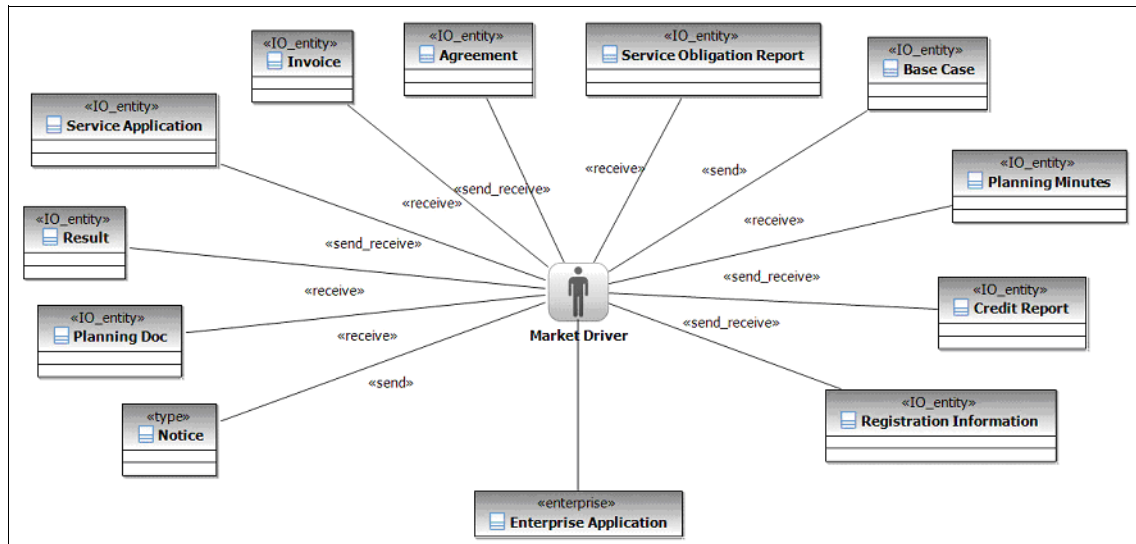 «IO_entity»
Invoice
«IO_entity»
Agreement
«IO_entity»
Service Obligation Report
«IO_entity»
Base Case
«IO_entity»
Service Application
«IO_entity»
Planning Minutes
«receive»
«send»
«send_receive»
«receive»
«receive»
«IO_entity»
Result
«send_receive»
«send_receive»
«IO_entity»
Credit Report
«receive»
«IO_entity»
Planning Doc
«send_receive»
«receive»
Market Driver
«send»
«IO_entity»
Registration Information
«type»
Notice
«enterprise»
Enterprise Application